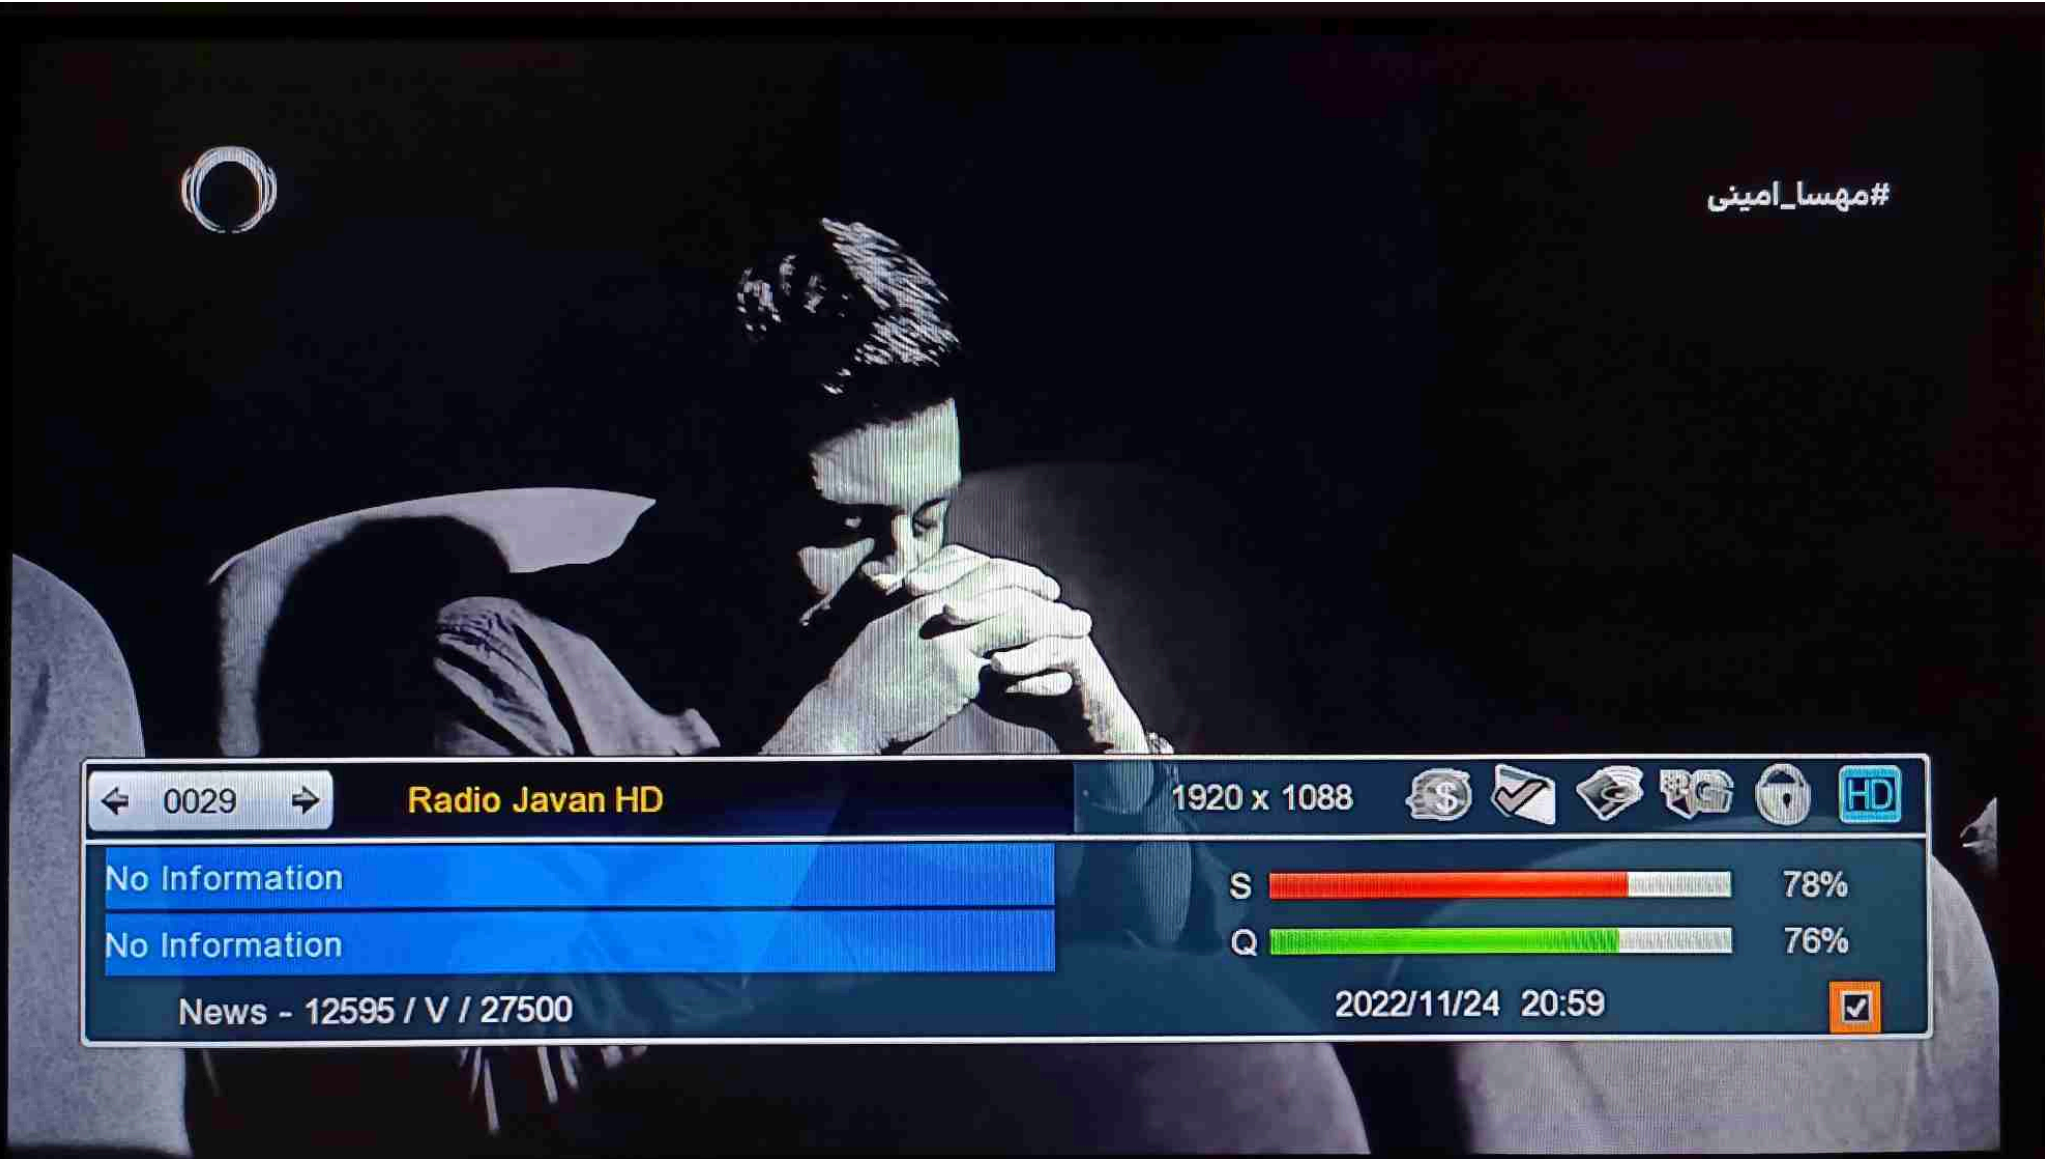 #مهسا_امینی
0029
Radio Javan HD
1920 x 1088
$
HD
No Information
S
78%
No Information
Q
76%
News - 12595 / V / 27500
2022/11/24 20:59